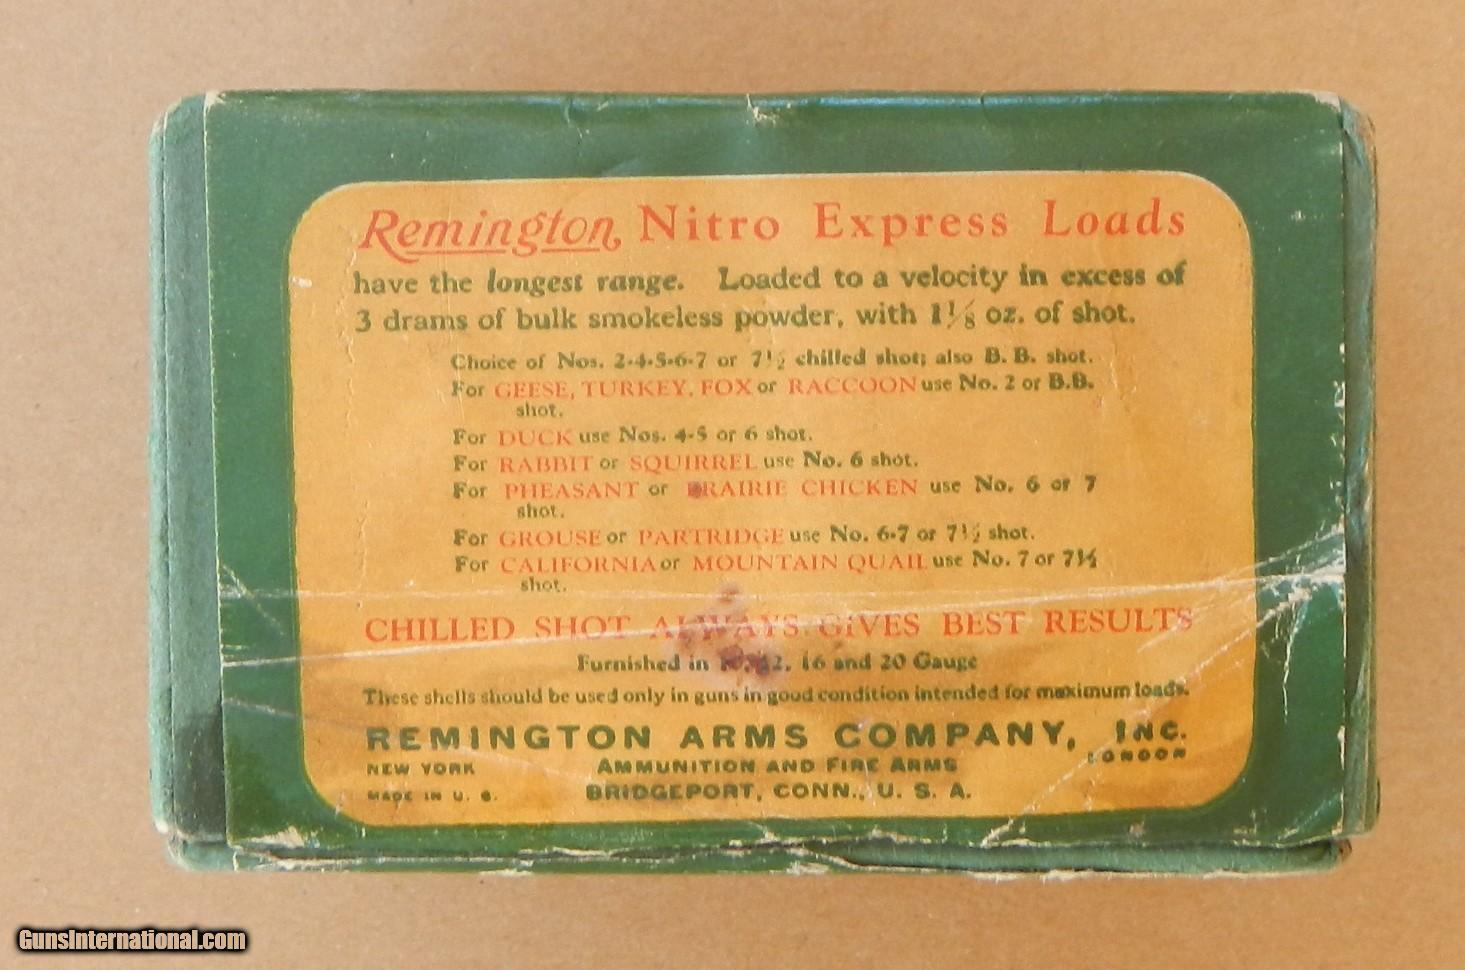 Remington Nitro Express Loads
have the longest range. Loaded to a velocity in excess of
3 drams of bulk smokeless powder, with 1 1/8 oz. of shot.
Choice of Nos. 2-4-5-6-7 or 7½ chilled shot; also B. B. shot.
For GEESE, TURKEY, FOX or RACCOON use No. 2 or B.B.
shot.
For DUCK use Nos. 4-5 or 6 shot.
For RABBIT or SQUIRREL use No. 6 shot.
For PHEASANT or PRAIRIE CHICKEN use No. 6 or 7
shot.
For GROUSE or PARTRIDGE use No. 6-7 or 7½ shot.
For CALIFORNIA or MOUNTAIN QUAIL use No. 7 or 7½
shot.
CHILLED SHOT ALWAYS GIVES BEST RESULTS
Furnished in 12, 16 and 20 Gauge
These shells should be used only in guns in good condition intended for maximum loads.
REMINGTON ARMS COMPANY, INC.
NEW YORK AMMUNITION AND FIRE ARMS LONDON
MADE IN U. S. BRIDGEPORT, CONN., U. S. A.
GunsInternational.com